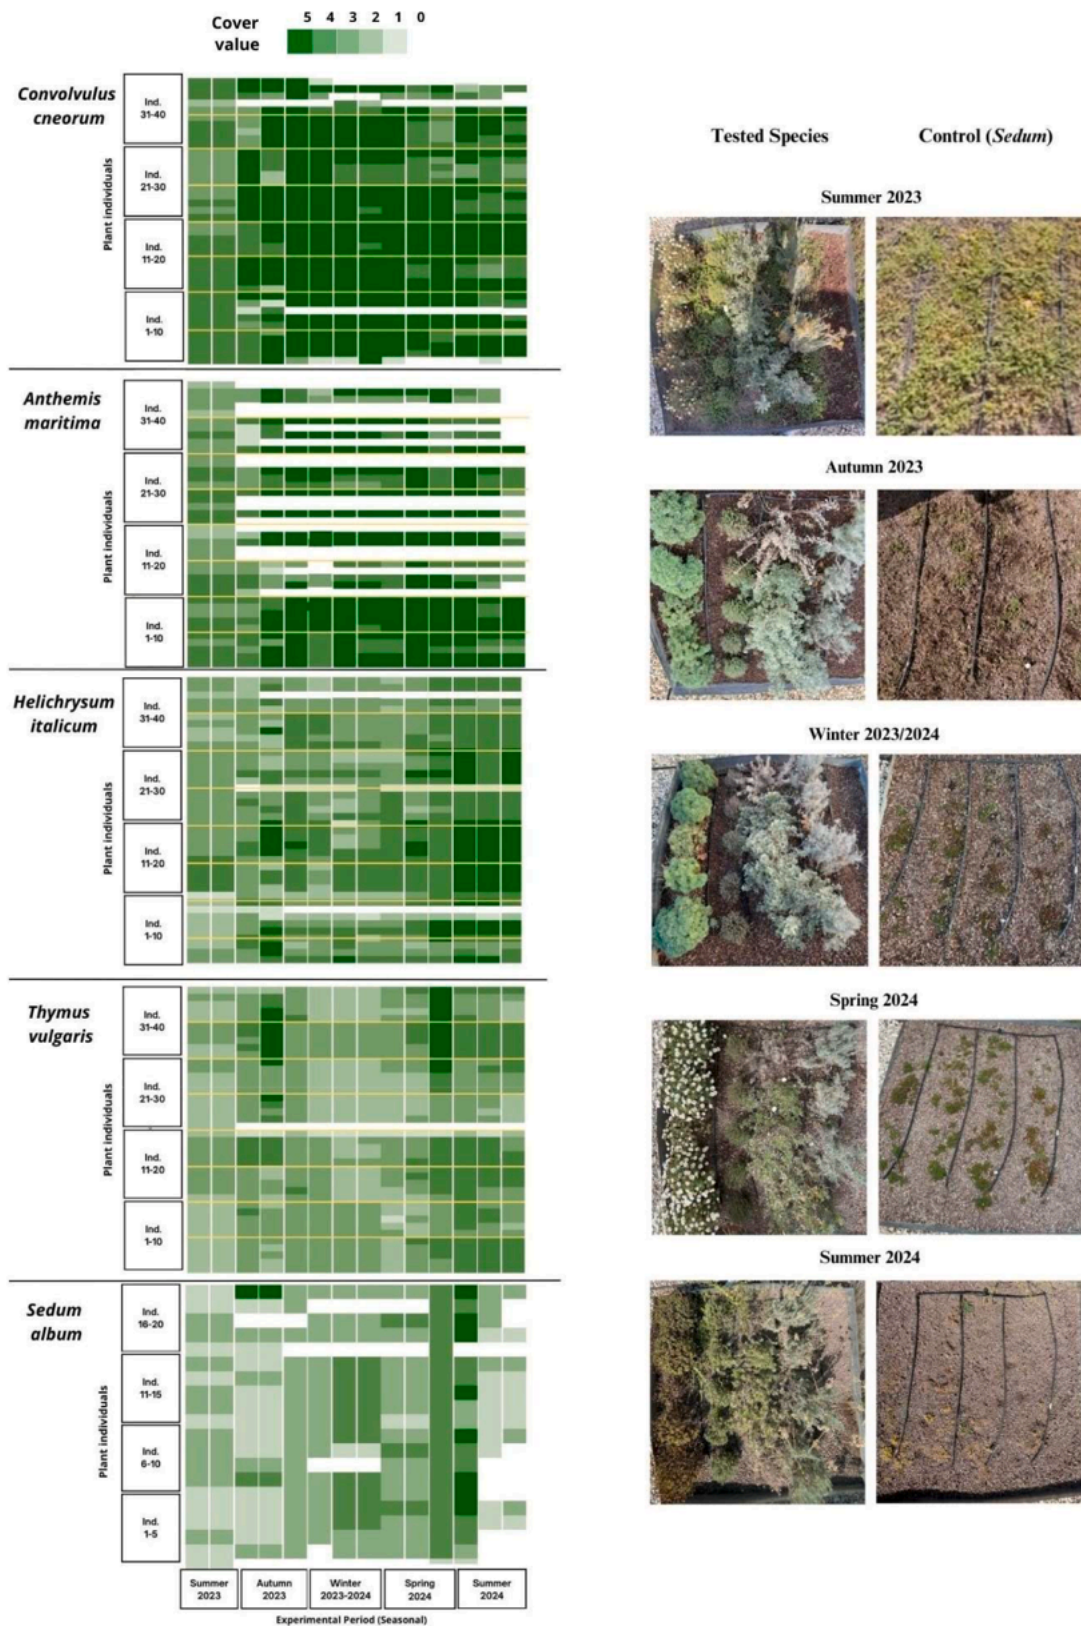 Cover
value
5 4 3 2 1 0
Convolvulus
cneorum
Plant individuals
Ind.
31-40
Ind.
21-30
Ind.
11-20
Ind.
1-10
Anthemis
maritima
Plant individuals
Ind.
31-40
Ind.
21-30
Ind.
11-20
Ind.
1-10
Helichrysum
italicum
Plant individuals
Ind.
31-40
Ind.
21-30
Ind.
11-20
Ind.
1-10
Thymus
vulgaris
Plant individuals
Ind.
31-40
Ind.
21-30
Ind.
11-20
Ind.
1-10
Sedum
album
Plant individuals
Ind.
16-20
Ind.
11-15
Ind.
6-10
Ind.
1-5
Summer
2023
Autumn
2023
Winter
2023-2024
Spring
2024
Summer
2024
Experimental Period (Seasonal)
Tested Species
Control (Sedum)
Summer 2023
Autumn 2023
Winter 2023/2024
Spring 2024
Summer 2024